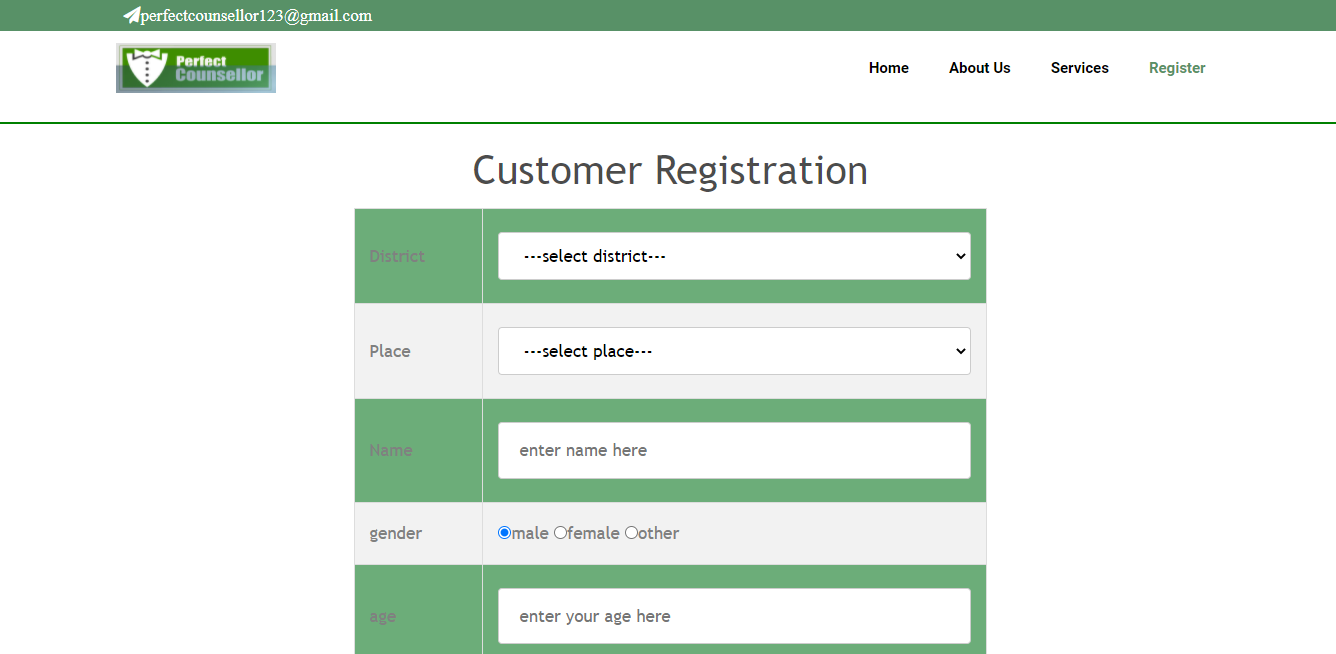 perfectcounsellor123@gmail.com
Perfect
Counsellor
Home About Us Services Register
Customer Registration
District ---select district---
Place ---select place---
Name enter name here
gender male female other
age enter your age here